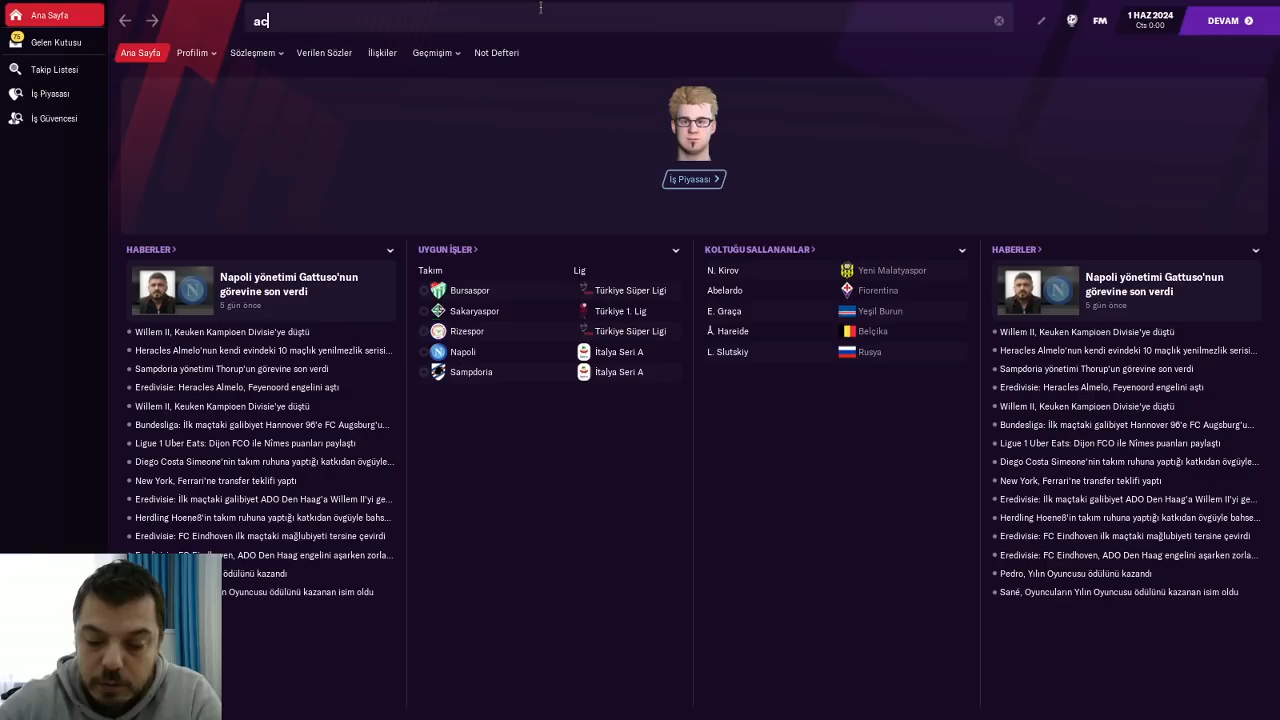 Ana Sayfa
75
Gelen Kutusu
Takip Listesi
İş Piyasası
İş Güvencesi
ad
FM
1 HAZ 2024
Cts 0:00
DEVAM
Ana Sayfa
Profilim
Sözleşmem
Verilen Sözler
İlişkiler
Geçmişim
Not Defteri
İş Piyasası
HABERLER
Napoli yönetimi Gattuso'nun
görevine son verdi
5 gün önce
Willem II, Keuken Kampioen Divisie'ye düştü
Heracles Almelo'nun kendi evindeki 10 maçlık yenilmezlik serisi...
Sampdoria yönetimi Thorup'un görevine son verdi
Eredivisie: Heracles Almelo, Feyenoord engelini aştı
Willem II, Keuken Kampioen Divisie'ye düştü
Bundesliga: İlk maçtaki galibiyet Hannover 96'e FC Augsburg'u...
Ligue 1 Uber Eats: Dijon FCO ile Nîmes puanları paylaştı
Diego Costa Simeone'nin takım ruhuna yaptığı katkıdan övgüyle...
New York, Ferrari'ne transfer teklifi yaptı
Eredivisie: İlk maçtaki galibiyet ADO Den Haag'a Willem II'yi ge...
Herdling Hoeneß'in takım ruhuna yaptığı katkıdan övgüyle bahse...
Eredivisie: FC Eindhoven ilk maçtaki mağlubiyeti tersine çevirdi
Eredivisie: FC Eindhoven, ADO Den Haag engelini aşarken zorla...
ödülünü kazandı
n Oyuncusu ödülünü kazanan isim oldu
UYGUN İŞLER
Takım Lig
Bursaspor Türkiye Süper Ligi
Sakaryaspor Türkiye 1. Lig
Rizespor Türkiye Süper Ligi
Napoli İtalya Seri A
Sampdoria İtalya Seri A
KOLTUĞU SALLANANLAR
N. Kirov Yeni Malatyaspor
Abelardo Fiorentina
E. Graça Yeşil Burun
Å. Hareide Belçika
L. Slutskiy Rusya
HABERLER
Napoli yönetimi Gattuso'nun
görevine son verdi
5 gün önce
Willem II, Keuken Kampioen Divisie'ye düştü
Heracles Almelo'nun kendi evindeki 10 maçlık yenilmezlik serisi...
Sampdoria yönetimi Thorup'un görevine son verdi
Eredivisie: Heracles Almelo, Feyenoord engelini aştı
Willem II, Keuken Kampioen Divisie'ye düştü
Bundesliga: İlk maçtaki galibiyet Hannover 96'e FC Augsburg'u...
Ligue 1 Uber Eats: Dijon FCO ile Nîmes puanları paylaştı
Diego Costa Simeone'nin takım ruhuna yaptığı katkıdan övgüyle...
New York, Ferrari'ne transfer teklifi yaptı
Eredivisie: İlk maçtaki galibiyet ADO Den Haag'a Willem II'yi ge...
Herdling Hoeneß'in takım ruhuna yaptığı katkıdan övgüyle bahse...
Eredivisie: FC Eindhoven ilk maçtaki mağlubiyeti tersine çevirdi
Eredivisie: FC Eindhoven, ADO Den Haag engelini aşarken zorla...
Pedro, Yılın Oyuncusu ödülünü kazandı
Sané, Oyuncuların Yılın Oyuncusu ödülünü kazanan isim oldu